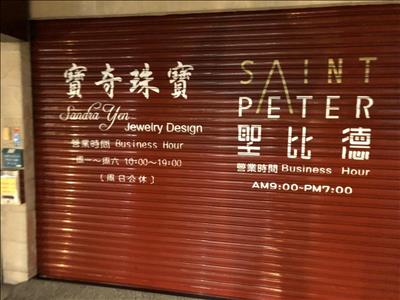 寶奇珠寶
Sandra Yen
Jewelry Design
營業時間 Business Hour
週一～週六 10:00~19:00
〔週日公休〕
SAINT
PETER
聖比德
營業時間 Business Hour
AM9:00-PM7:00